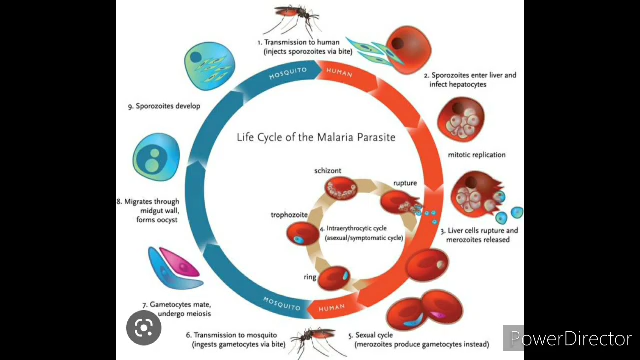 1. Transmission to human
(injects sporozoites via bite)
MOSQUITO
HUMAN
2. Sporozoites enter liver and
infect hepatocytes
9. Sporozoites develop
Life Cycle of the Malaria Parasite
mitotic replication
schizont
rupture
8. Migrates through
midgut wall,
forms oocyst
trophozoite
4. Intraerythrocytic cycle
(asexual/symptomatic cycle)
3. Liver cells rupture and
merozoites released
ring
7. Gametocytes mate,
undergo meiosis
MOSQUITO
HUMAN
6. Transmission to mosquito
(ingests gametocytes via bite)
5. Sexual cycle
(merozoites produce gametocytes instead)
PowerDirector